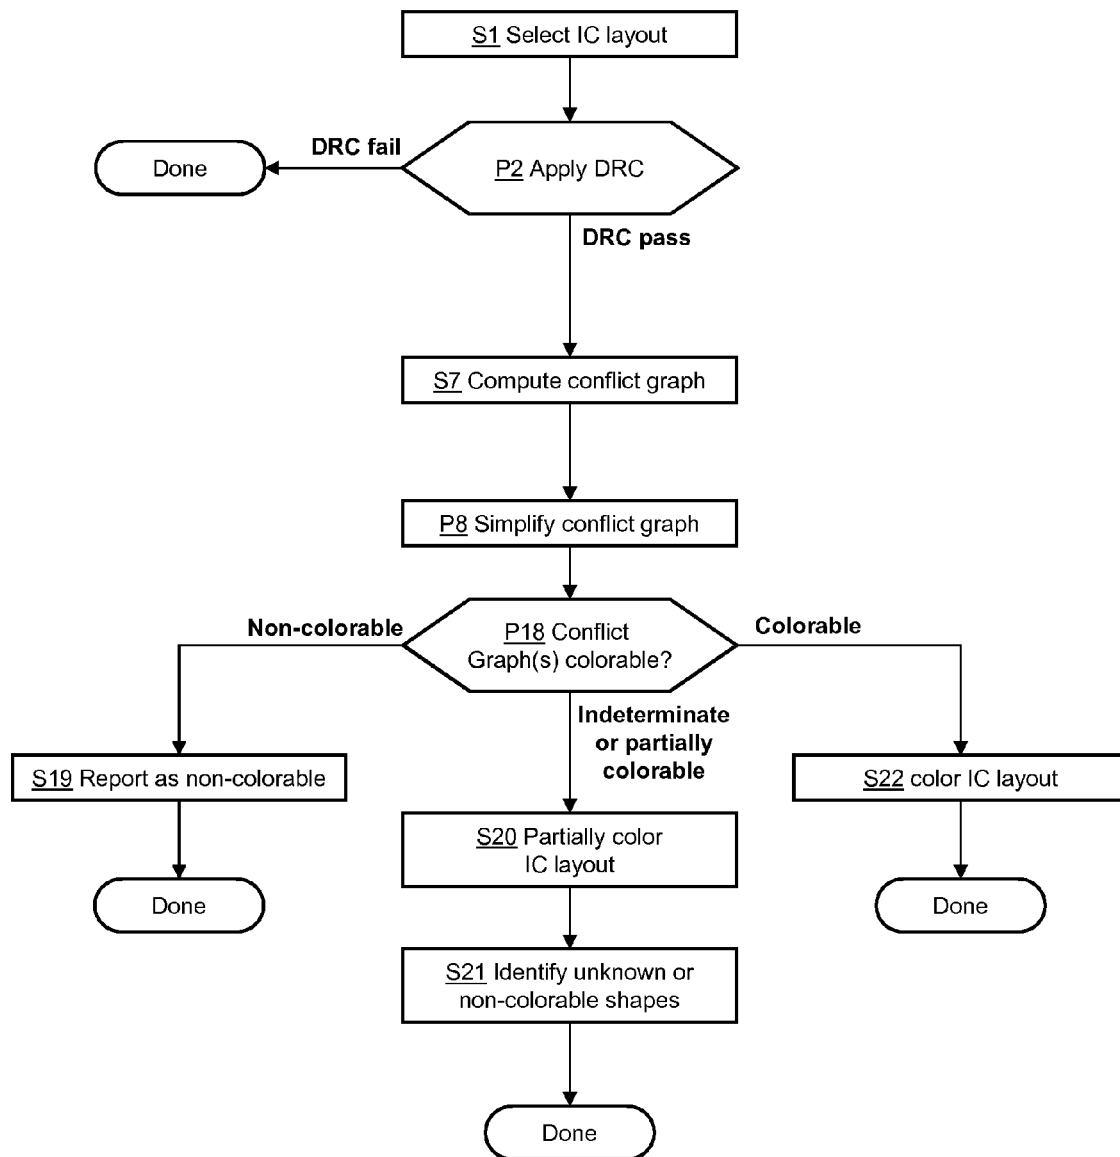 S1 Select IC layout
DRC fail
Done
P2 Apply DRC
DRC pass
S7 Compute conflict graph
P8 Simplify conflict graph
Non-colorable
P18 Conflict
Graph(s) colorable?
Colorable
Indeterminate
or partially
colorable
S19 Report as non-colorable
S22 color IC layout
S20 Partially color
IC layout
Done
Done
S21 Identify unknown or
non-colorable shapes
Done